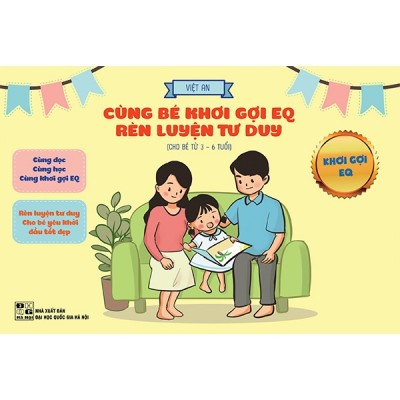 VIỆT AN
CÙNG BÉ KHƠI GỢI EQ
RÈN LUYỆN TƯ DUY
(CHO BÉ TỪ 3 - 6 TUỔI)
Cùng đọc
Cùng học
Cùng khơi gợi EQ
KHƠI GỢI
EQ
Rèn luyện tư duy
Cho bé yêu khởi
đầu tốt đẹp
NHÀ XUẤT BẢN
ĐẠI HỌC QUỐC GIA HÀ NỘI